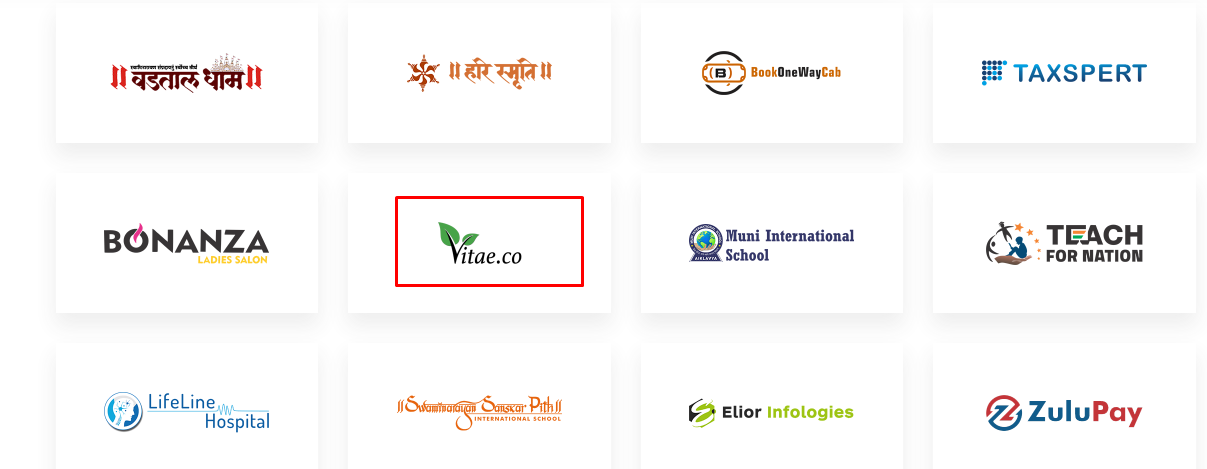 वडताल धाम
॥ हरि स्मृति ॥
B
BookOneWayCab
TAXSPERT
BONANZA
LADIES SALON
Vitae.co
Muni International
School
TEACH
FOR NATION
LifeLine
Hospital
॥Swaminarayan Sanskar Pith॥
INTERNATIONAL SCHOOL
Elior Infologies
ZuluPay